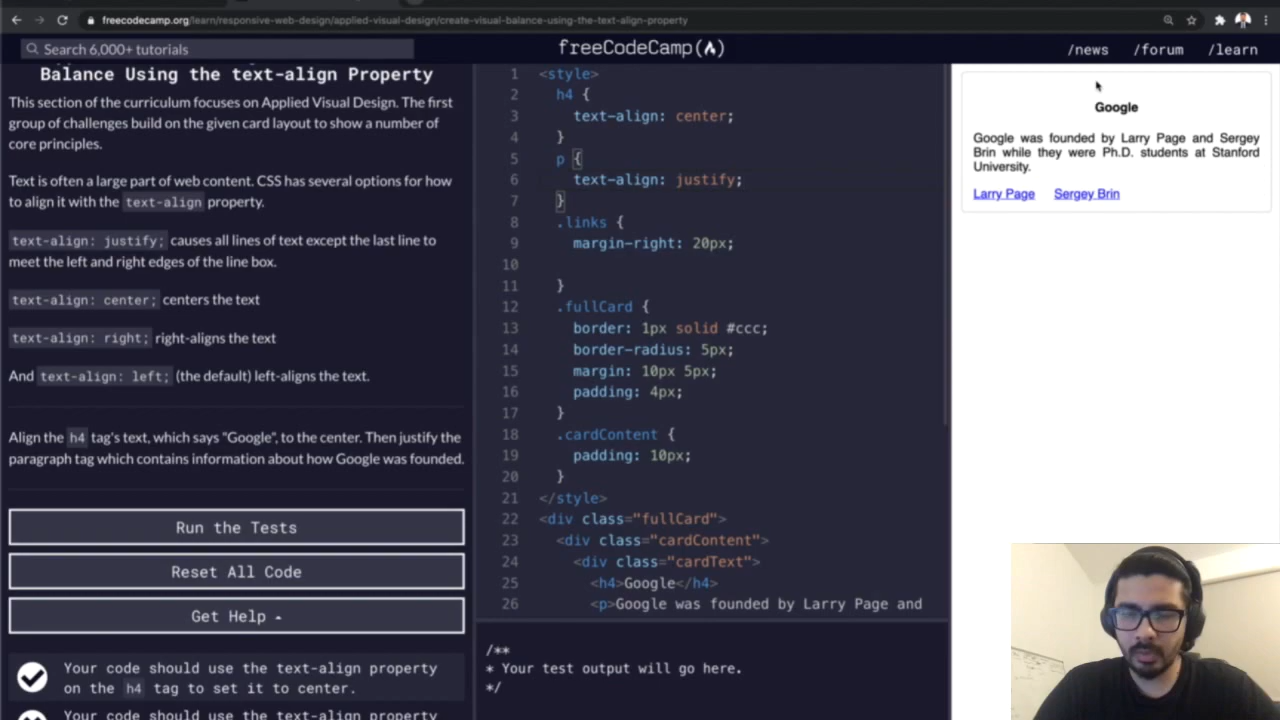 freecodecamp.org/learn/responsive-web-design/applied-visual-design/create-visual-balance-using-the-text-align-property
Search 6,000+ tutorials
freeCodeCamp
/news
/forum
/learn
Balance Using the text-align Property
This section of the curriculum focuses on Applied Visual Design. The first
group of challenges build on the given card layout to show a number of
core principles.
Text is often a large part of web content. CSS has several options for how
to align it with the text-align property.
text-align: justify; causes all lines of text except the last line to
meet the left and right edges of the line box.
text-align: center; centers the text
text-align: right; right-aligns the text
And text-align: left; (the default) left-aligns the text.
Align the h4 tag's text, which says "Google", to the center. Then justify the
paragraph tag which contains information about how Google was founded.
Run the Tests
Reset All Code
Get Help
Your code should use the text-align property
on the h4 tag to set it to center.
Your code should use the text-align property
1 <style>
2 h4 {
3 text-align: center;
4 }
5 p {
6 text-align: justify;
7 }
8 .links {
9 margin-right: 20px;
10
11 }
12 .fullCard {
13 border: 1px solid #ccc;
14 border-radius: 5px;
15 margin: 10px 5px;
16 padding: 4px;
17 }
18 .cardContent {
19 padding: 10px;
20 }
21 </style>
22 <div class="fullCard">
23 <div class="cardContent">
24 <div class="cardText">
25 <h4>Google</h4>
26 <p>Google was founded by Larry Page and
/**
* Your test output will go here.
*/
Google
Google was founded by Larry Page and Sergey
Brin while they were Ph.D. students at Stanford
University.
Larry Page Sergey Brin